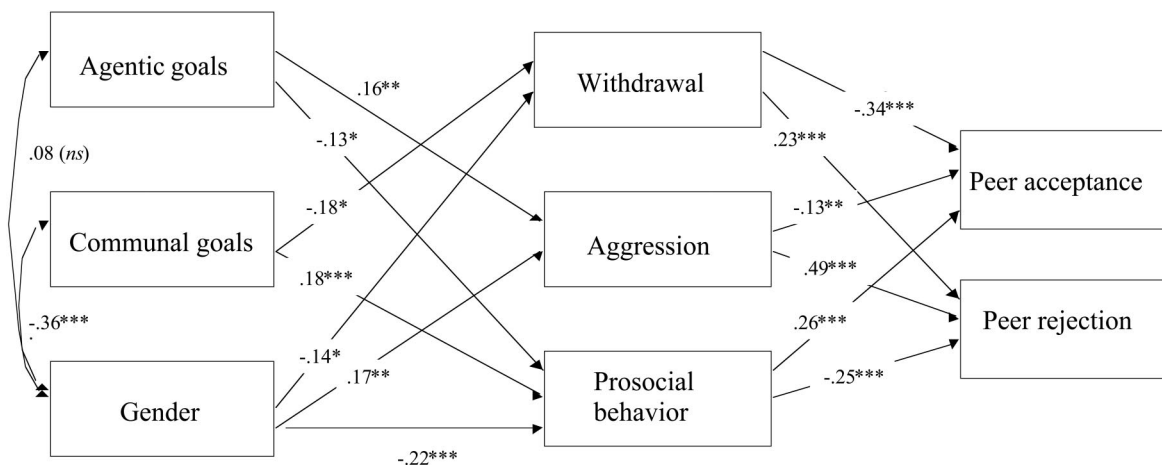 Agentic goals
Withdrawal
.16**
-.34***
-.13*
.23***
.08 (ns)
Peer acceptance
-.18*
-.13**
Communal goals
Aggression
.18***
.49***
-.36***
.26***
Peer rejection
-.14*
.17**
Prosocial
behavior
-.25***
Gender
-.22***